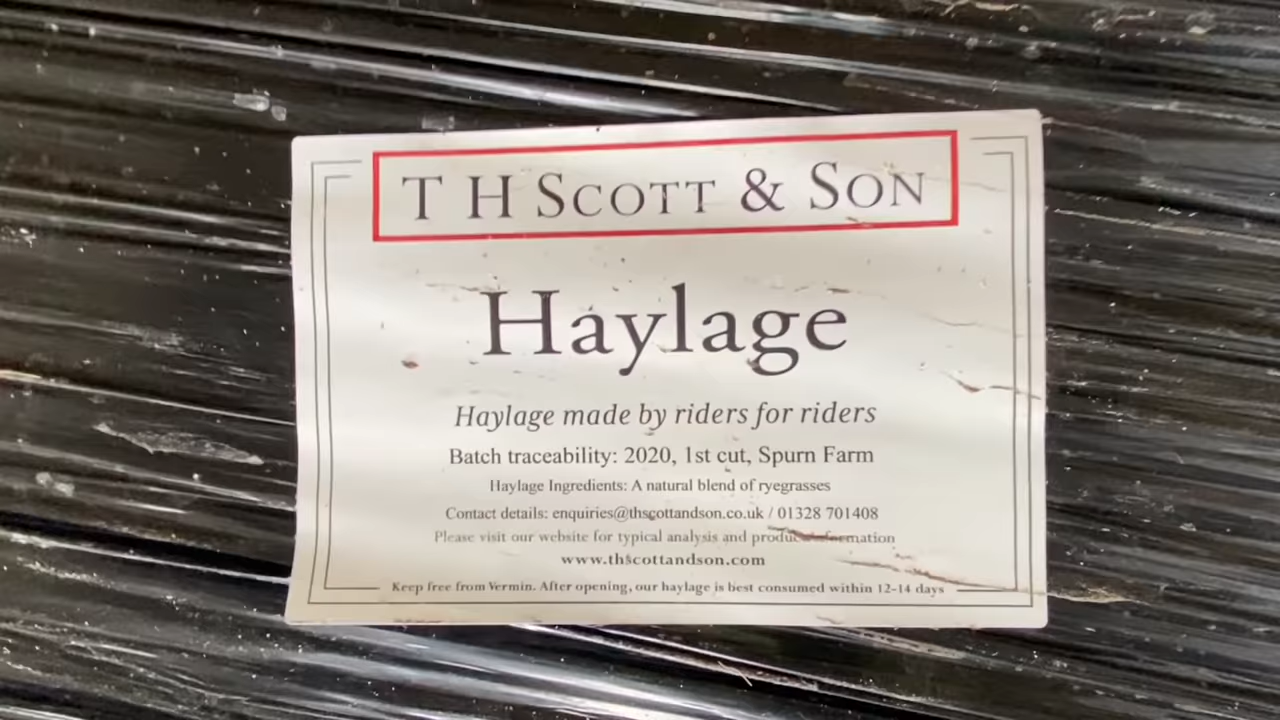 T H SCOTT & SON
Haylage
Haylage made by riders for riders
Batch traceability: 2020, 1st cut, Spurn Farm
Haylage Ingredients: A natural blend of ryegrasses
Contact details: enquiries@thscottandson.co.uk / 01328 701408
Please visit our website for typical analysis and product information
www.thscottandson.com
Keep free from Vermin. After opening, our haylage is best consumed within 12-14 days